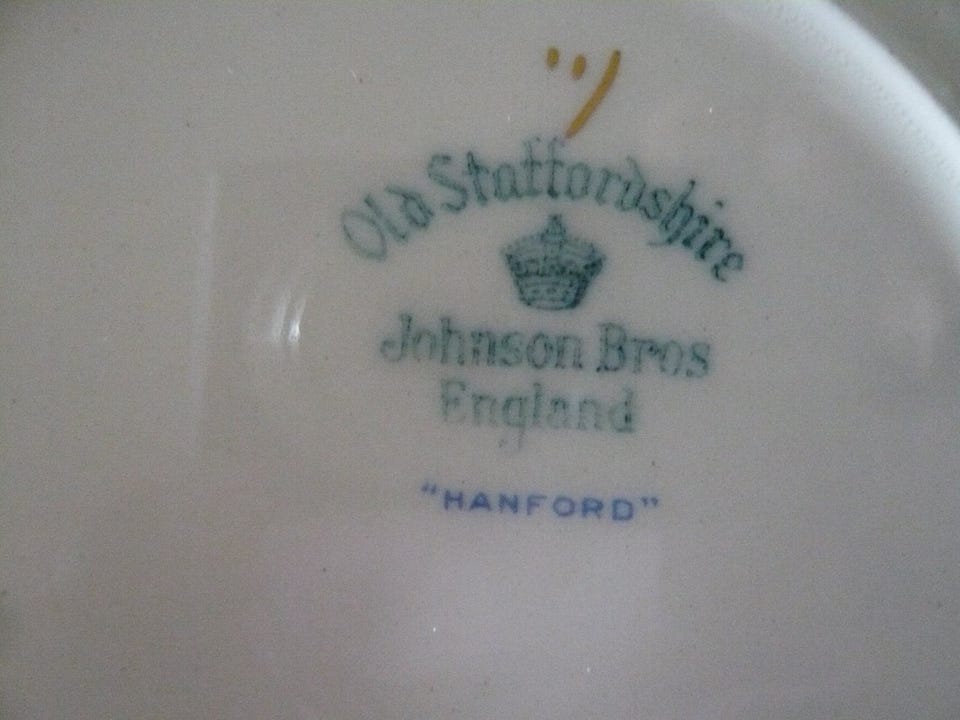 Old Staffordshire
Johnson Bros
England
"HANFORD"